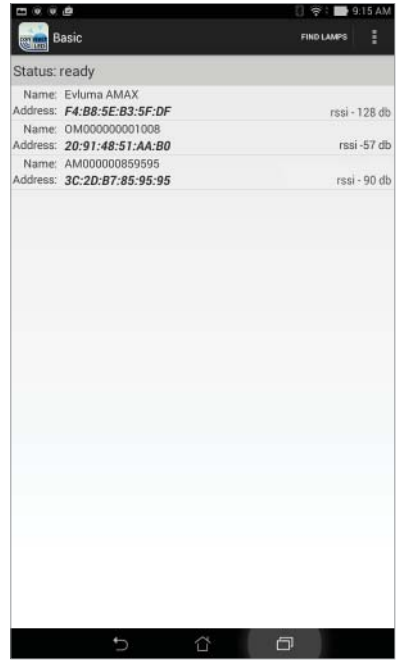 9:15 AM
Basic
FIND LAMPS
Status: ready
Name: Evluma AMAX
Address: F4:B8:5E:B3:5F:DF rssi - 128 db
Name: OM000000001008
Address: 20:91:48:51:AA:B0 rssi -57 db
Name: AM000000859595
Address: 3C:2D:B7:85:95:95 rssi - 90 db